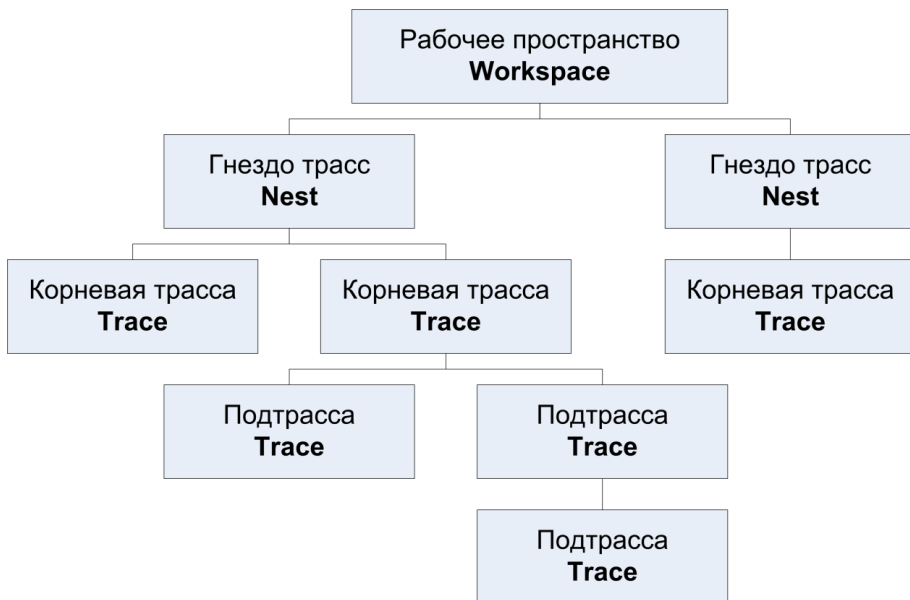 Рабочее пространство
Workspace
Гнездо трасс
Nest
Гнездо трасс
Nest
Корневая трасса
Trace
Корневая трасса
Trace
Корневая трасса
Trace
Подтрасса
Trace
Подтрасса
Trace
Подтрасса
Trace